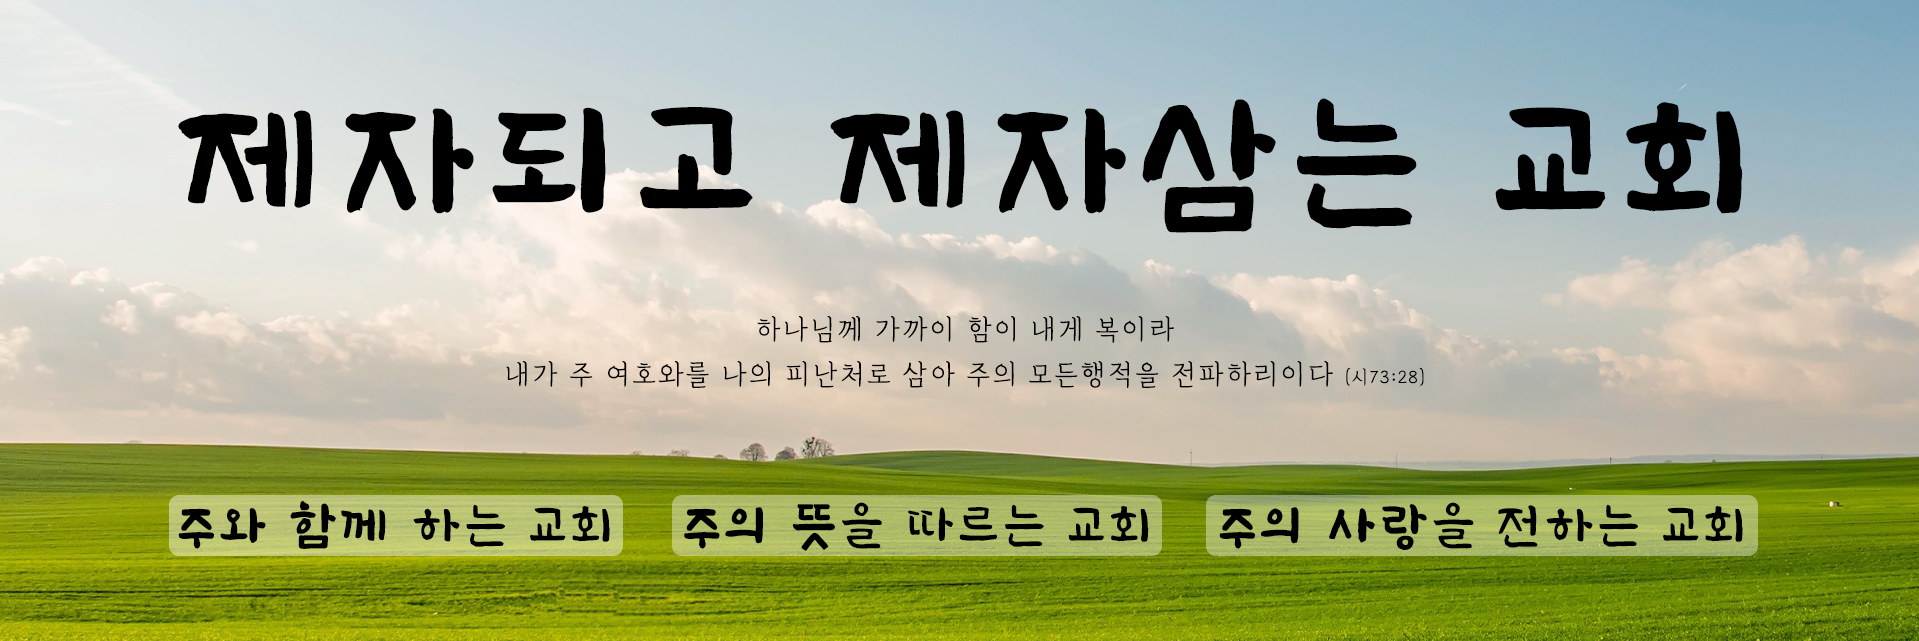 제자되고 제자삼는 교회
하나님께 가까이 함이 내게 복이라
내가 주 여호와를 나의 피난처로 삼아 주의 모든행적을 전파하리이다 (시73:28)
주와 함께 하는 교회
주의 뜻을 따르는 교회
주의 사랑을 전하는 교회